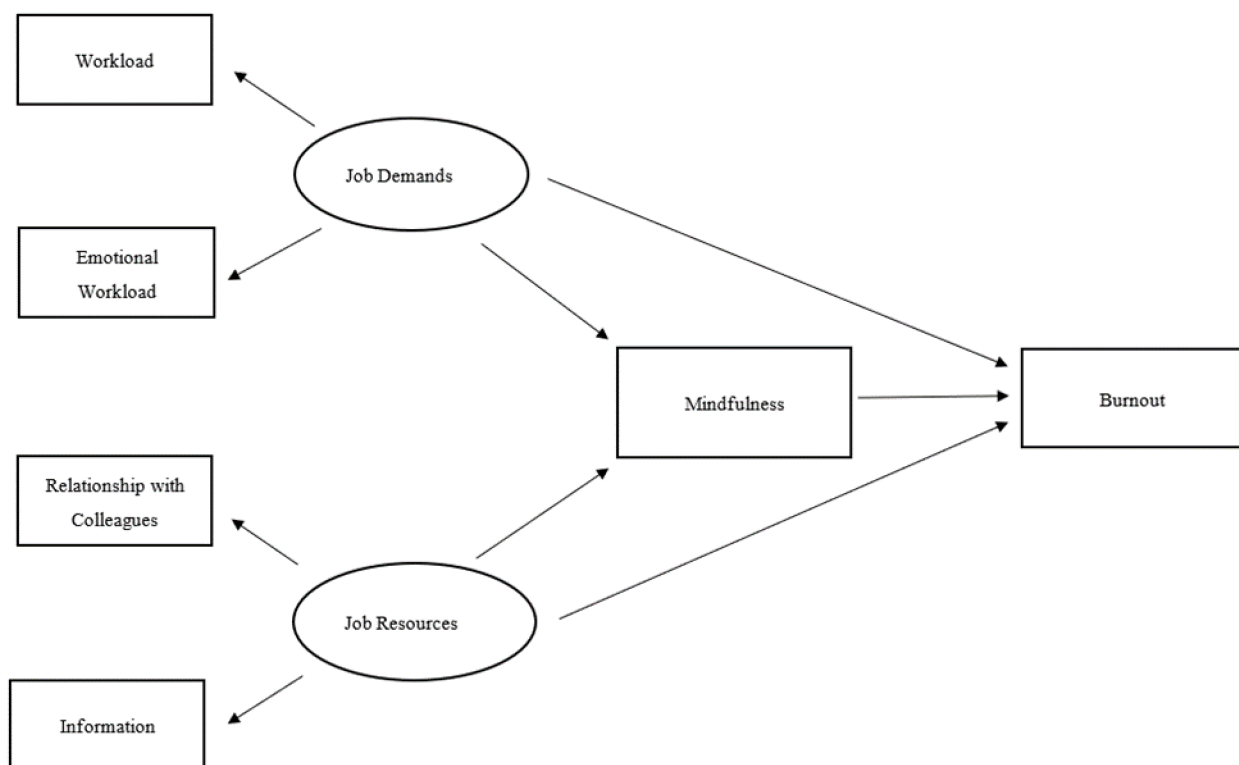 Workload
Job Demands
Emotional
Workload
Mindfulness
Burnout
Relationship with
Colleagues
Job Resources
Information